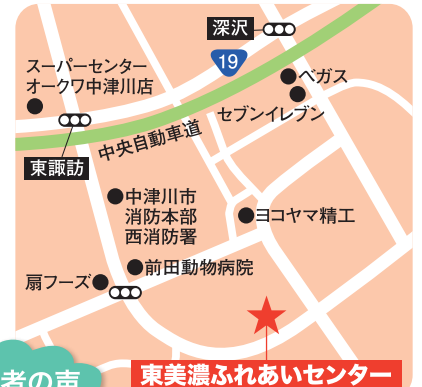 深沢
19
スーパーセンター
オークワ中津川店
ベガス
セブンイレブン
中央自動車道
東諏訪
中津川市
消防本部
西消防署
ヨコヤマ精工
前田動物病院
扇フーズ
東美濃ふれあいセンター
者の声